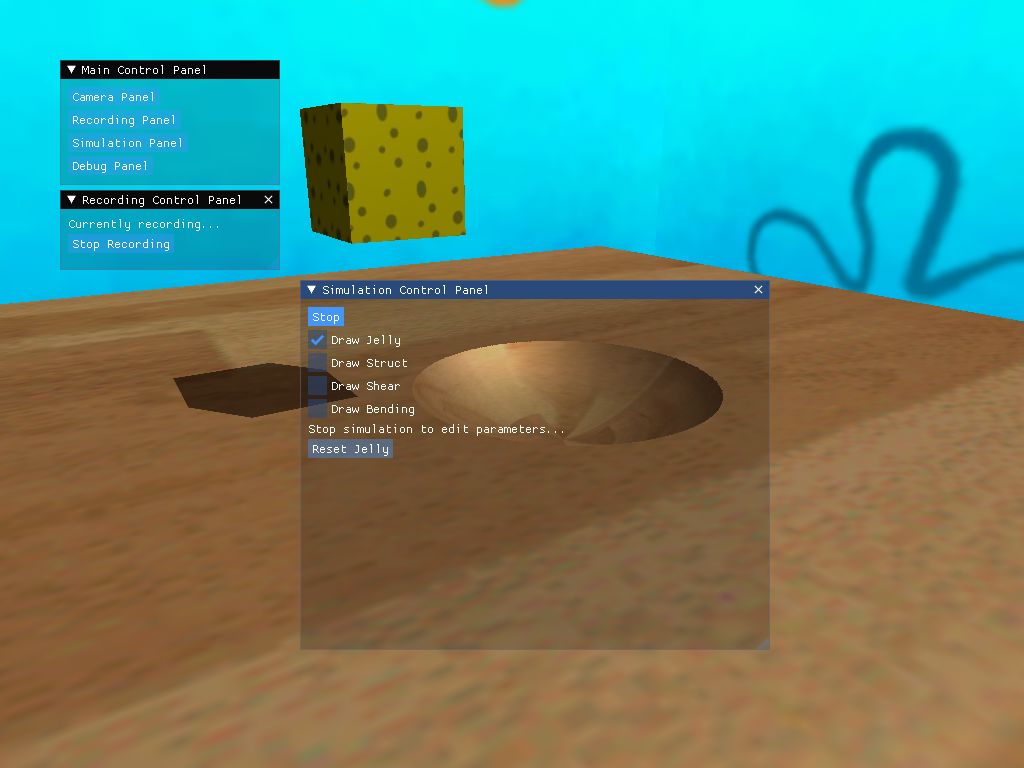 Main Control Panel
Camera Panel
Recording Panel
Simulation Panel
Debug Panel
Recording Control Panel
Currently recording...
Stop Recording
Simulation Control Panel
Stop
Draw Jelly
Draw Struct
Draw Shear
Draw Bending
Stop simulation to edit parameters...
Reset Jelly